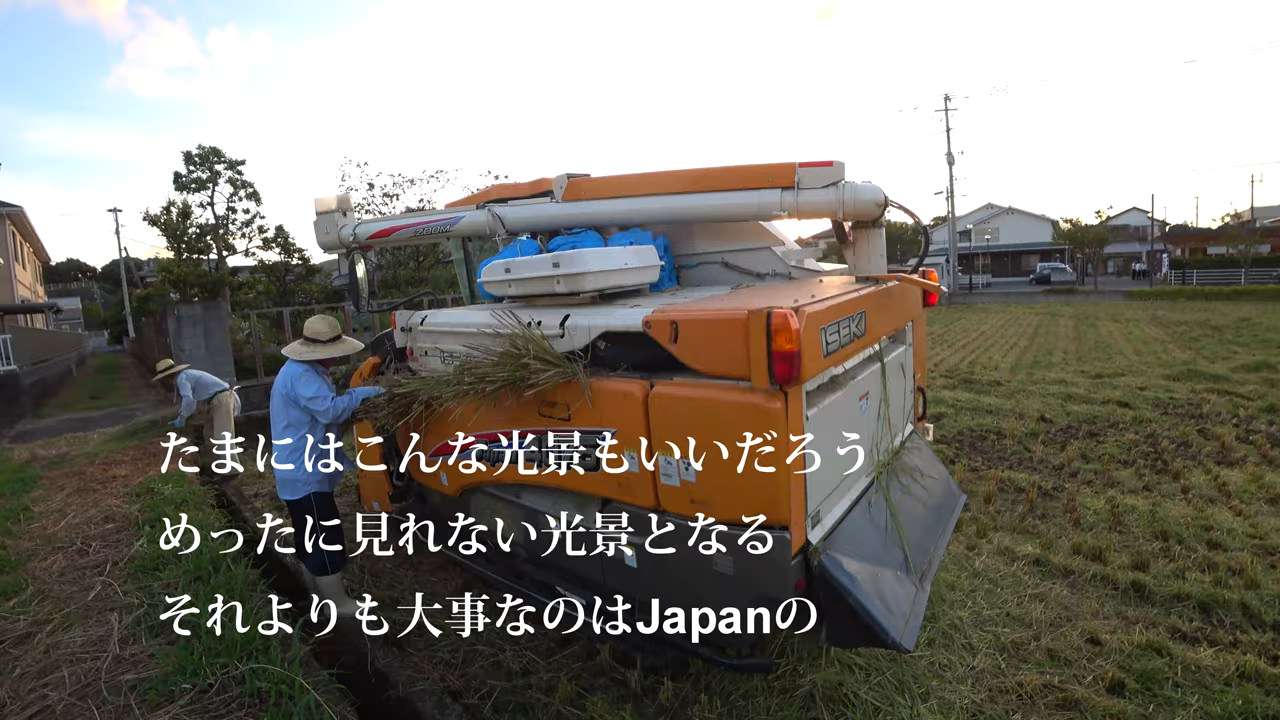 ZOOM
ISEKI
たまにはこんな光景もいいだろう
めったに見れない光景となる
それよりも大事なのはJapanの